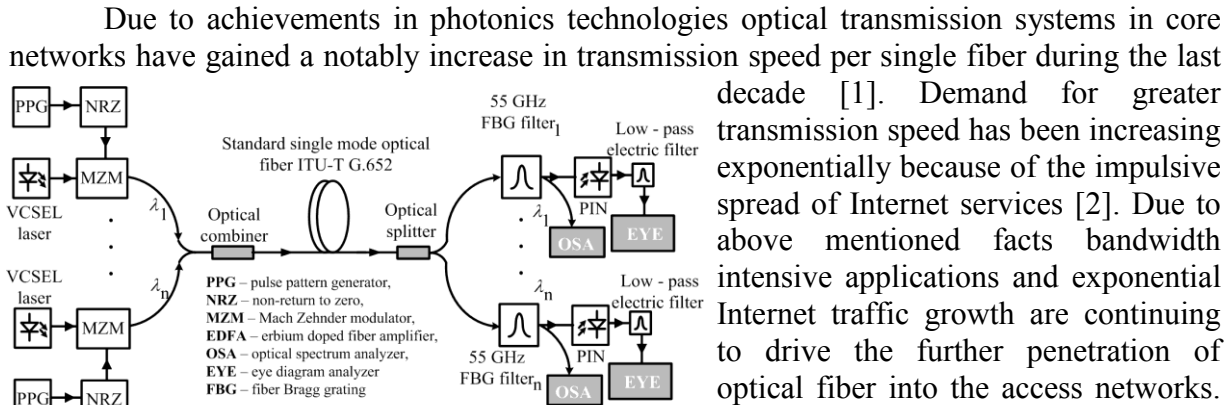 Due to achievements in photonics technologies optical transmission systems in core
networks have gained a notably increase in transmission speed per single fiber during the last
decade [1]. Demand for greater
transmission speed has been increasing
exponentially because of the impulsive
spread of Internet services [2]. Due to
above mentioned facts bandwidth
intensive applications and exponential
Internet traffic growth are continuing
to drive the further penetration of
optical fiber into the access networks.
PPG
NRZ
MZM
VCSEL
laser
λ1
VCSEL
laser
MZM
λn
PPG
NRZ
Optical
combiner
Standard single mode optical
fiber ITU-T G.652
Optical
splitter
55 GHz
FBG filter1
Low - pass
electric filter
PIN
λ1
OSA
EYE
λn
Low - pass
electric filter
55 GHz
FBG filtern
PIN
OSA
EYE
PPG – pulse pattern generator,
NRZ – non-return to zero,
MZM – Mach Zehnder modulator,
EDFA – erbium doped fiber amplifier,
OSA – optical spectrum analyzer,
EYE – eye diagram analyzer
FBG – fiber Bragg grating